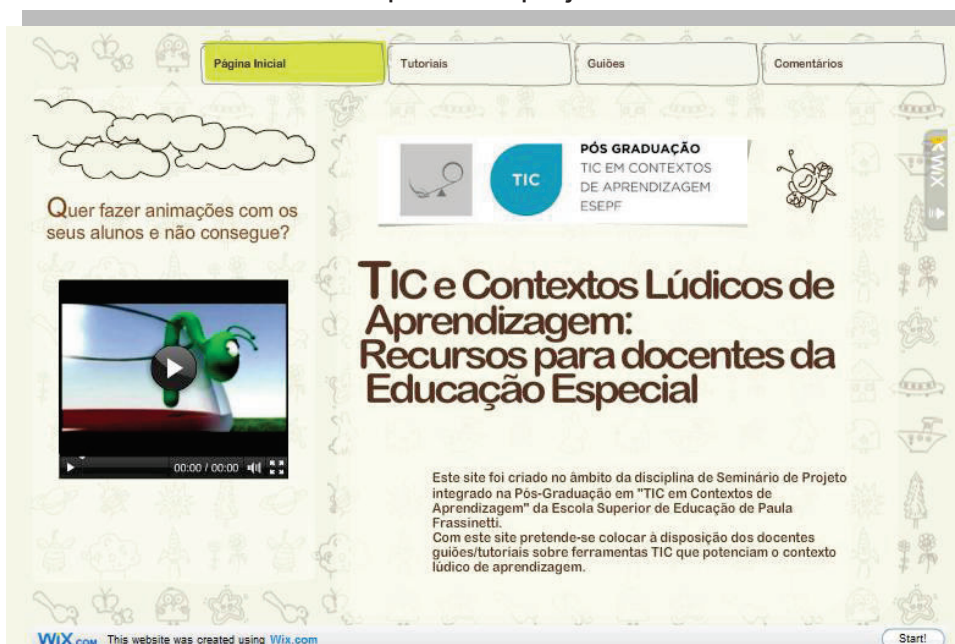 Página Inicial
Tutoriais
Guiões
Comentários
Quer fazer animações com os
seus alunos e não consegue?
TIC
PÓS GRADUAÇÃO
TIC EM CONTEXTOS
DE APRENDIZAGEM
ESEPF
WiX
TIC e Contextos Lúdicos de
Aprendizagem:
Recursos para docentes da
Educação Especial
00:00 / 00:00
Este site foi criado no âmbito da disciplina de Seminário de Projeto
integrado na Pós-Graduação em "TIC em Contextos de
Aprendizagem" da Escola Superior de Educação de Paula
Frassinetti.
Com este site pretende-se colocar à disposição dos docentes
guiões/tutoriais sobre ferramentas TIC que potenciam o contexto
lúdico de aprendizagem.
WiX.COM This website was created using Wix.com
Start!